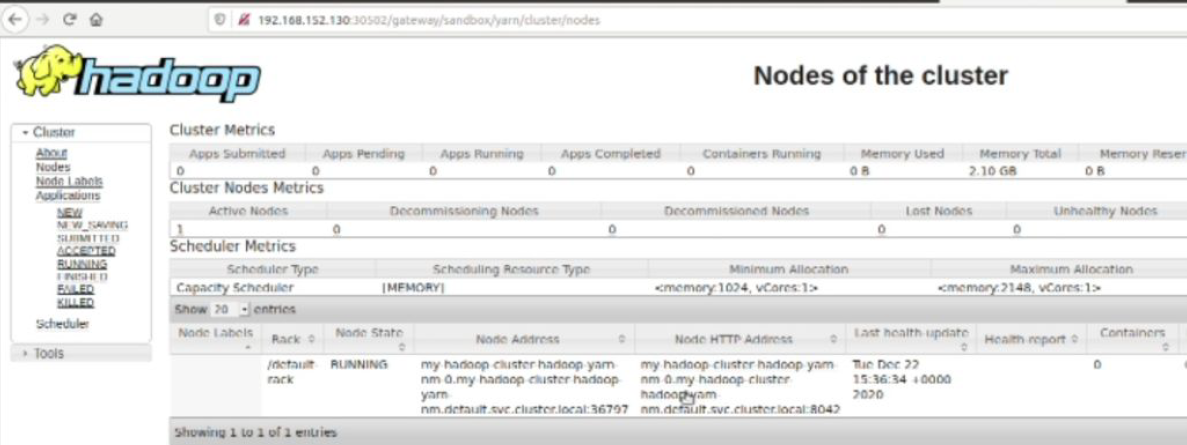 192.168.152.130:30502/gateway/sandbox/yarn/cluster/nodes
hadoop
Nodes of the cluster
Cluster
About
Nodes
Node Labels
Applications
NEW
NEW_SAVING
SUBMITTED
ACCEPTED
RUNNING
FINISHED
FAILED
KILLED
Scheduler
Tools
Cluster Metrics
Apps Submitted Apps Pending Apps Running Apps Completed Containers Running Memory Used Memory Total Memory Reser
0 0 0 0 0 0 B 2.10 GB 0 B
Cluster Nodes Metrics
Active Nodes Decommissioning Nodes Decommissioned Nodes Lost Nodes Unhealthy Nodes
1 0 0 0 0
Scheduler Metrics
Scheduler Type Scheduling Resource Type Minimum Allocation Maximum Allocation
Capacity Scheduler [MEMORY] <memory:1024, vCores:1> <memory:2148, vCores:1>
Show 20 entries
Node Labels Rack Node State Node Address Node HTTP Address Last health-update Health-report Containers
/default- RUNNING my-hadoop-cluster-hadoop-yarn- my-hadoop-cluster-hadoop-yarn- Tue Dec 22 0
rack nm-0.my-hadoop-cluster-hadoop- nm-0.my-hadoop-cluster- 15:36:34 +0000
yarn- hadoop-yarn- 2020
nm.default.svc.cluster.local:36797 nm.default.svc.cluster.local:8042
Showing 1 to 1 of 1 entries